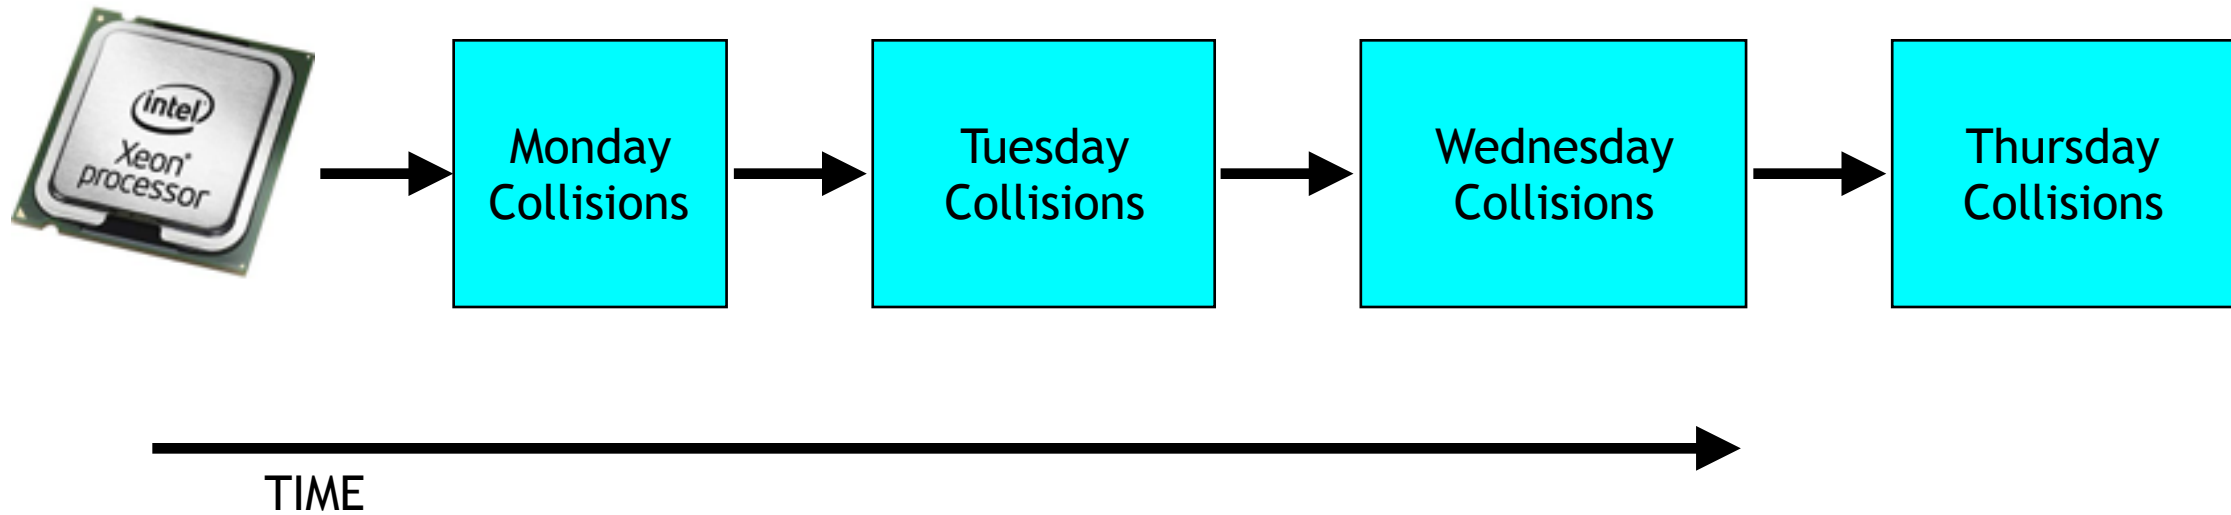 intel
Xeon®
processor
Monday
Collisions
Tuesday
Collisions
Wednesday
Collisions
Thursday
Collisions
TIME